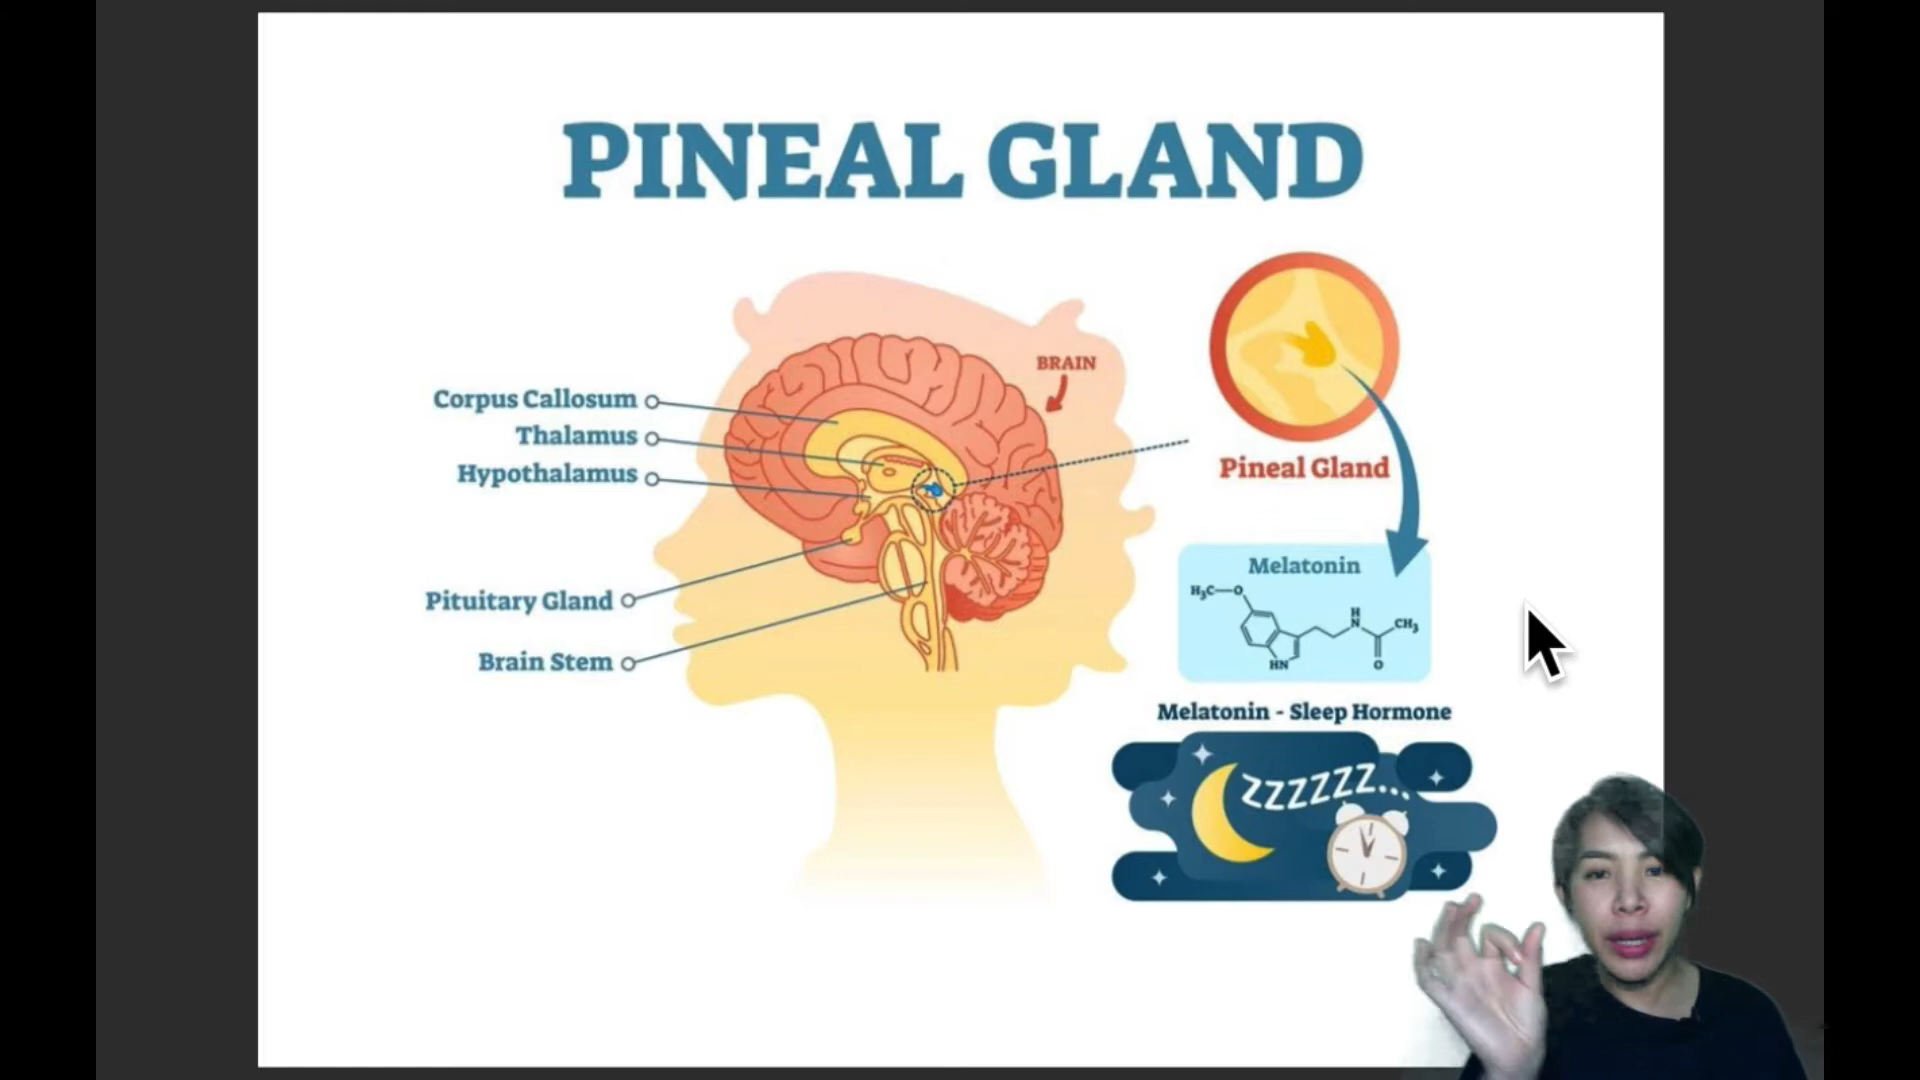 PINEAL GLAND
BRAIN
Corpus Callosum
Thalamus
Hypothalamus
Pituitary Gland
Brain Stem
Pineal Gland
Melatonin
H₃C
O
H
N
CH₃
HN
O
Melatonin - Sleep Hormone
ZZZZZZ...